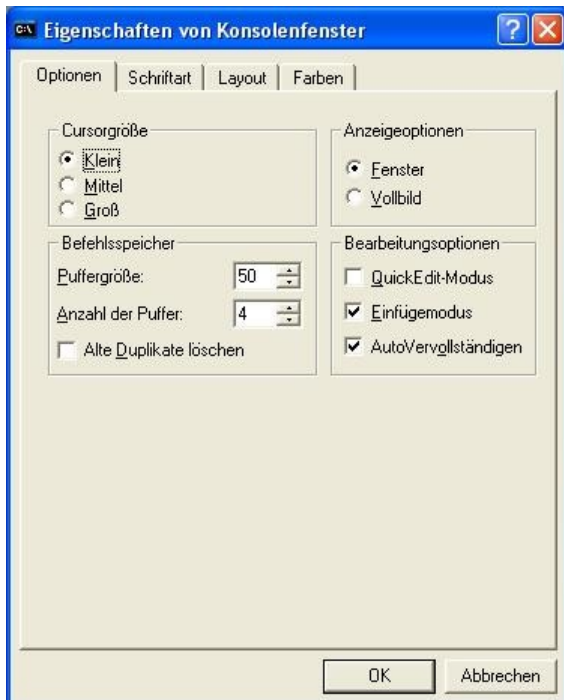 Eigenschaften von Konsolenfenster
Optionen
Schriftart
Layout
Farben
Cursorgröße
Klein
Mittel
Groß
Anzeigeoptionen
Fenster
Vollbild
Befehlsspeicher
Puffergröße: 50
Anzahl der Puffer: 4
Alte Duplikate löschen
Bearbeitungsoptionen
QuickEdit-Modus
Einfügemodus
AutoVervollständigen
OK
Abbrechen